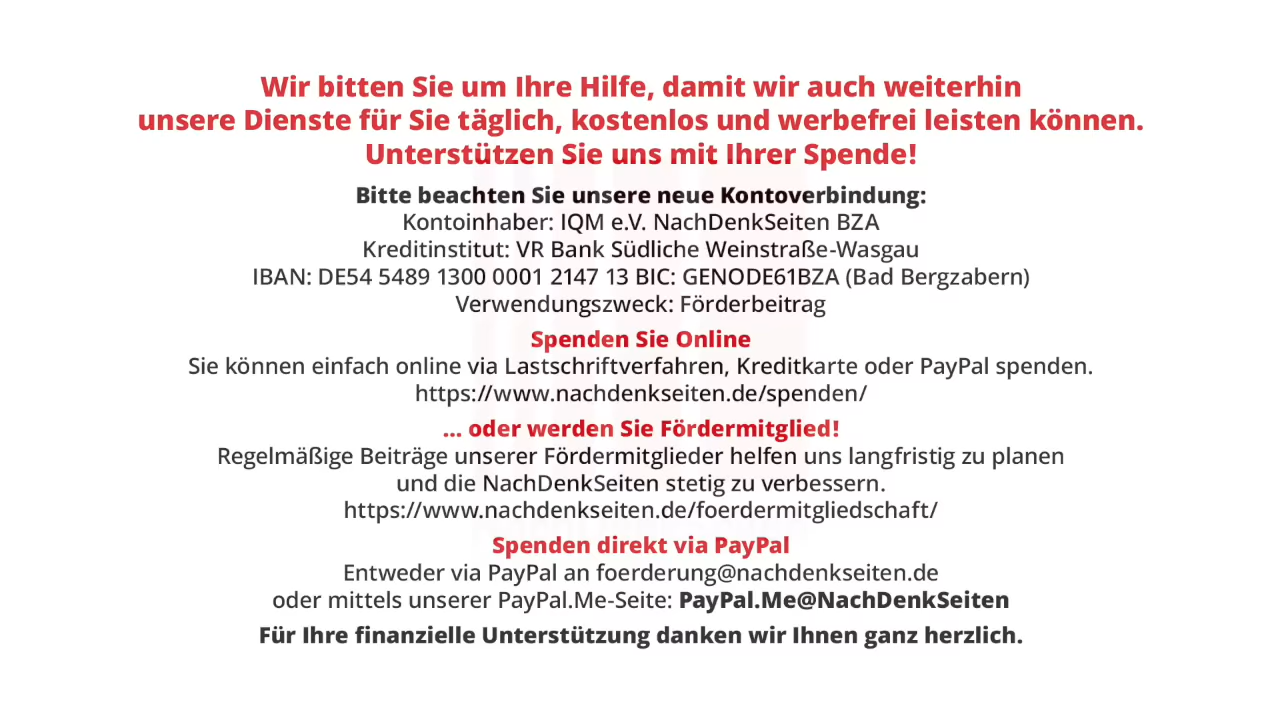 Wir bitten Sie um Ihre Hilfe, damit wir auch weiterhin
unsere Dienste für Sie täglich, kostenlos und werbefrei leisten können.
Unterstützen Sie uns mit Ihrer Spende!
Bitte beachten Sie unsere neue Kontoverbindung:
Kontoinhaber: IQM e.V. NachDenkSeiten BZA
Kreditinstitut: VR Bank Südliche Weinstraße-Wasgau
IBAN: DE54 5489 1300 0001 2147 13 BIC: GENODE61BZA (Bad Bergzabern)
Verwendungszweck: Förderbeitrag
Spenden Sie Online
Sie können einfach online via Lastschriftverfahren, Kreditkarte oder PayPal spenden.
https://www.nachdenkseiten.de/spenden/
... oder werden Sie Fördermitglied!
Regelmäßige Beiträge unserer Fördermitglieder helfen uns langfristig zu planen
und die NachDenkSeiten stetig zu verbessern.
https://www.nachdenkseiten.de/foerdermitgliedschaft/
Spenden direkt via PayPal
Entweder via PayPal an foerderung@nachdenkseiten.de
oder mittels unserer PayPal.Me-Seite: PayPal.Me@NachDenkSeiten
Für Ihre finanzielle Unterstützung danken wir Ihnen ganz herzlich.